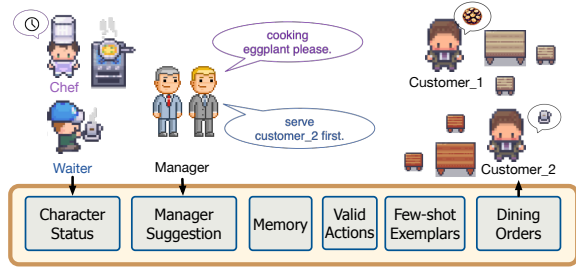 cooking
eggplant please.
Customer_1
Chef
serve
customer_2 first.
Waiter
Manager
Customer_2
Character
Status
Manager
Suggestion
Memory
Valid
Actions
Few-shot
Exemplars
Dining
Orders